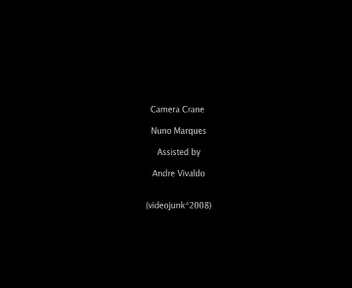 Camera Crane
Nuno Marques
Assisted by
Andre Vivaldo
(videojunk^2008)